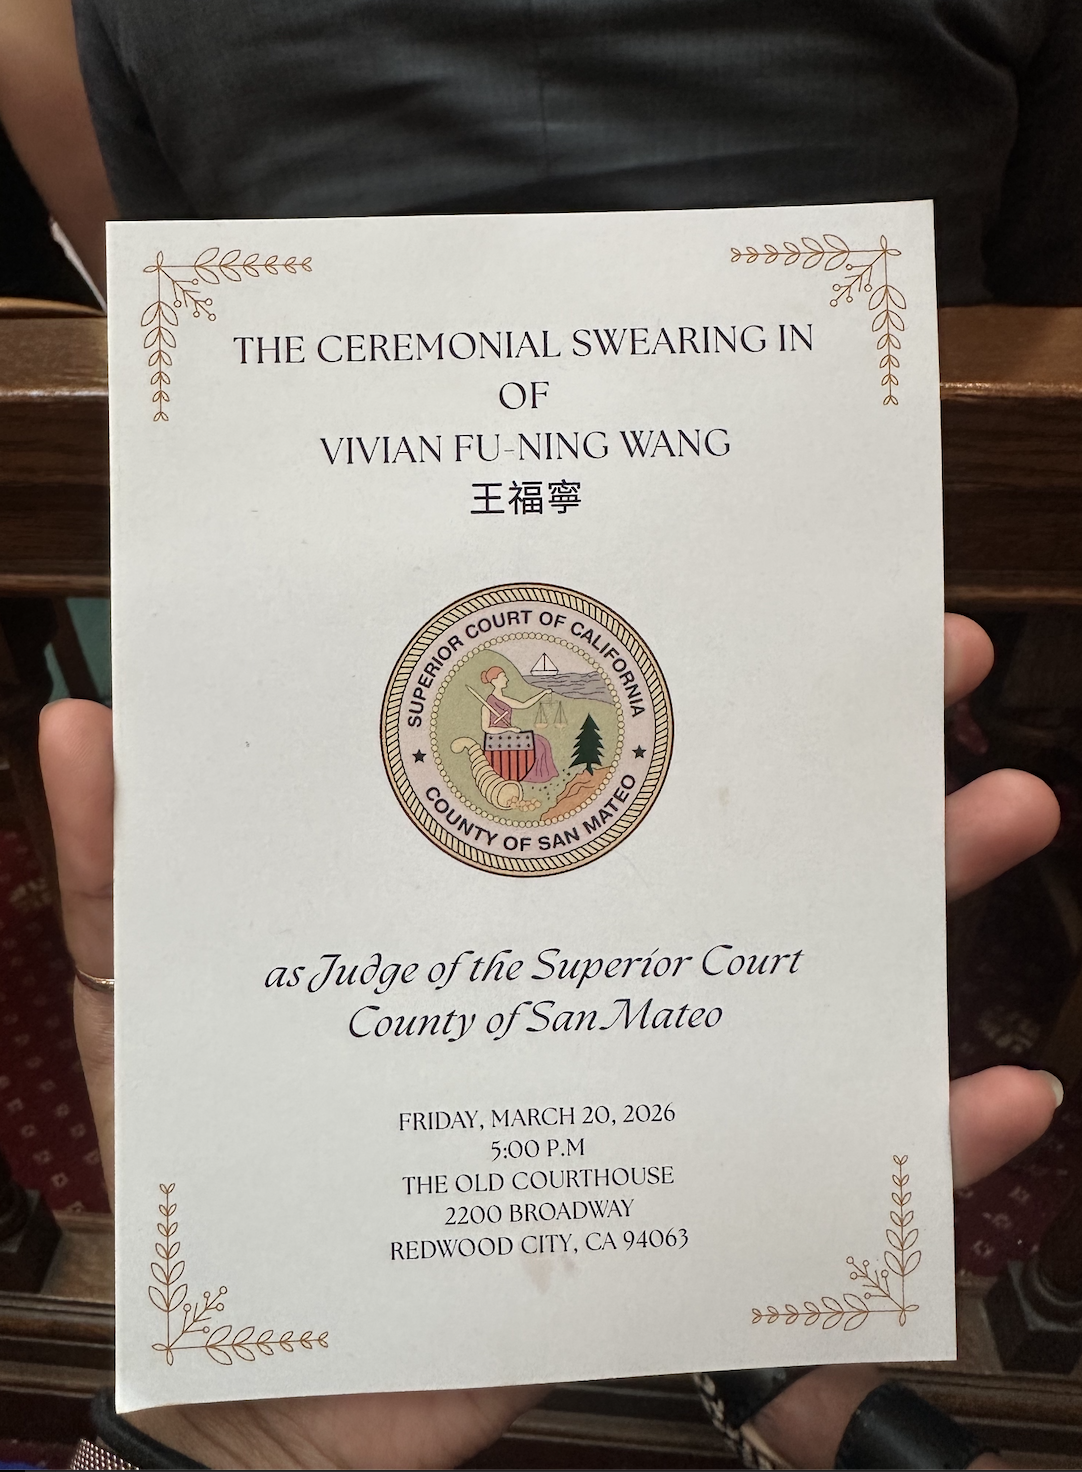 THE CEREMONIAL SWEARING IN
OF
VIVIAN FU-NING WANG
王福寧
SUPERIOR COURT OF CALIFORNIA
★ ★
COUNTY OF SAN MATEO
as Judge of the Superior Court
County of San Mateo
FRIDAY, MARCH 20, 2026
5:00 P.M
THE OLD COURTHOUSE
2200 BROADWAY
REDWOOD CITY, CA 94063